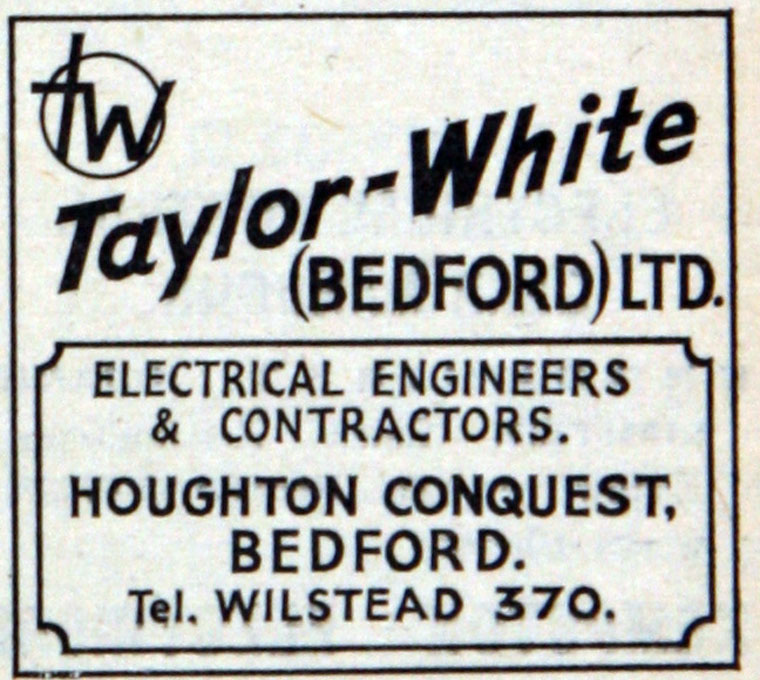 tw
Taylor-White
(BEDFORD) LTD.
ELECTRICAL ENGINEERS
& CONTRACTORS.
HOUGHTON CONQUEST,
BEDFORD.
Tel. WILSTEAD 370.